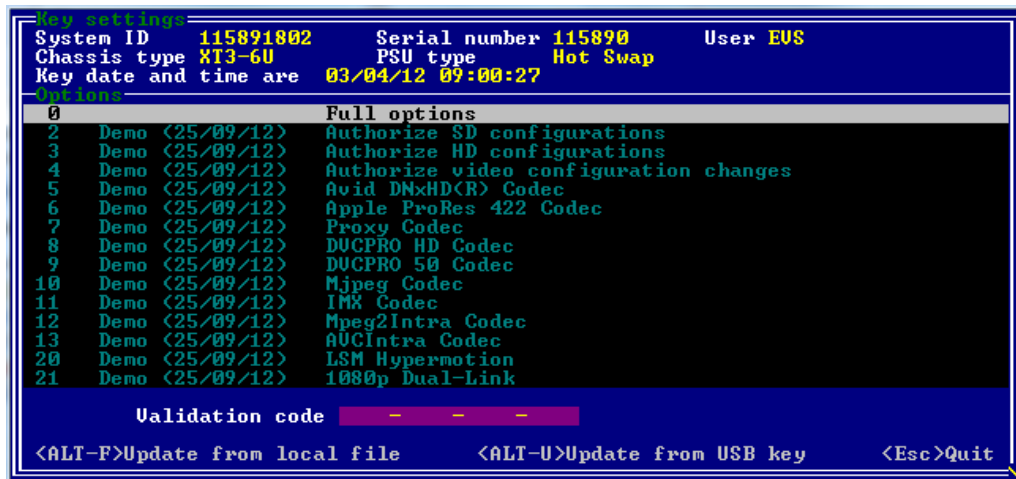 Key settings
System ID 115891802 Serial number 115890 User EVS
Chassis type XT3-6U PSU type Hot Swap
Key date and time are 03/04/12 09:00:27
Options
0 Full options
2 Demo (25/09/12) Authorize SD configurations
3 Demo (25/09/12) Authorize HD configurations
4 Demo (25/09/12) Authorize video configuration changes
5 Demo (25/09/12) Avid DNxHD(R) Codec
6 Demo (25/09/12) Apple ProRes 422 Codec
7 Demo (25/09/12) Proxy Codec
8 Demo (25/09/12) DVCPRO HD Codec
9 Demo (25/09/12) DVCPRO 50 Codec
10 Demo (25/09/12) Mjpeg Codec
11 Demo (25/09/12) IMX Codec
12 Demo (25/09/12) Mpeg2Intra Codec
13 Demo (25/09/12) AVCIntra Codec
20 Demo (25/09/12) LSM Hypermotion
21 Demo (25/09/12) 1080p Dual-Link
Validation code - - -
<ALT-F>Update from local file <ALT-U>Update from USB key <Esc>Quit